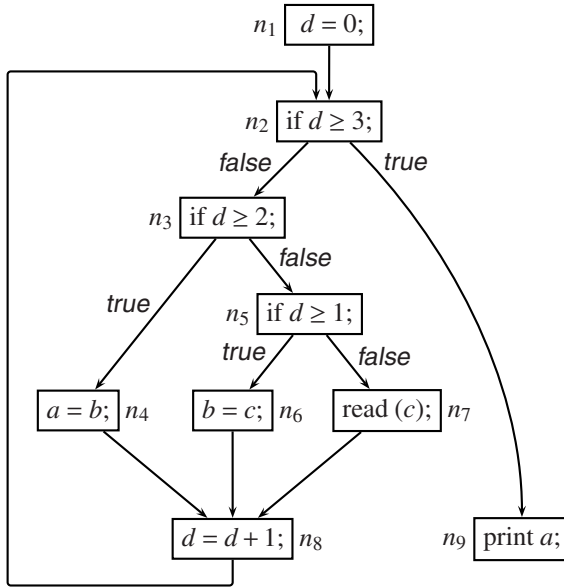 n1 d = 0;
n2 if d ≥ 3;
false true
n3 if d ≥ 2;
false
true
n5 if d ≥ 1;
true false
a = b; n4 b = c; n6 read (c); n7
d = d + 1; n8 n9 print a;